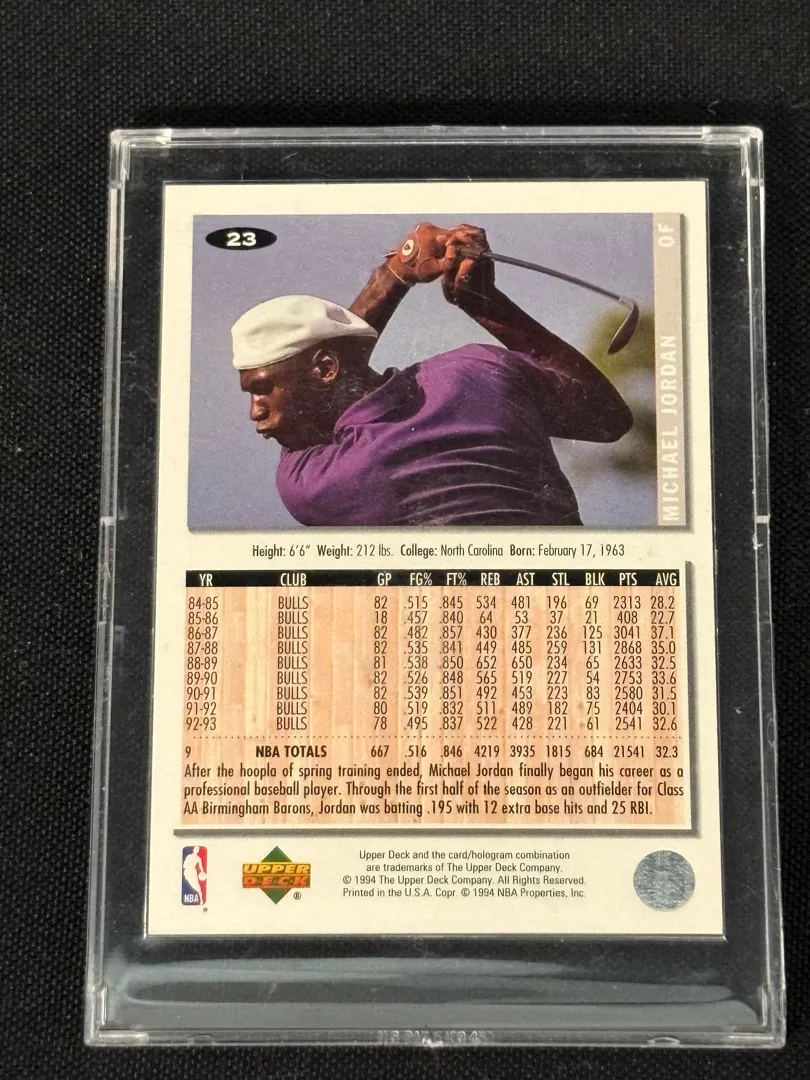 23
OF
MICHAEL JORDAN
Height: 6'6" Weight: 212 lbs. College: North Carolina Born: February 17, 1963
YR CLUB GP FG% FT% REB AST STL BLK PTS AVG
84-85 BULLS 82 .515 .845 534 481 196 69 2313 28.2
85-86 BULLS 18 .457 .840 64 53 37 21 408 22.7
86-87 BULLS 82 .482 .857 430 377 236 125 3041 37.1
87-88 BULLS 82 .535 .841 449 485 259 131 2868 35.0
88-89 BULLS 81 .538 .850 652 650 234 65 2633 32.5
89-90 BULLS 82 .526 .848 565 519 227 54 2753 33.6
90-91 BULLS 82 .539 .851 492 453 223 83 2580 31.5
91-92 BULLS 80 .519 .832 511 489 182 75 2404 30.1
92-93 BULLS 78 .495 .837 522 428 221 61 2541 32.6
9 NBA TOTALS 667 .516 .846 4219 3935 1815 684 21541 32.3
After the hoopla of spring training ended, Michael Jordan finally began his career as a
professional baseball player. Through the first half of the season as an outfielder for Class
AA Birmingham Barons, Jordan was batting .195 with 12 extra base hits and 25 RBI.
NBA
®
UPPER
DECK
®
Upper Deck and the card/hologram combination
are trademarks of The Upper Deck Company.
© 1994 The Upper Deck Company. All Rights Reserved.
Printed in the U.S.A. Copr. © 1994 NBA Properties, Inc.